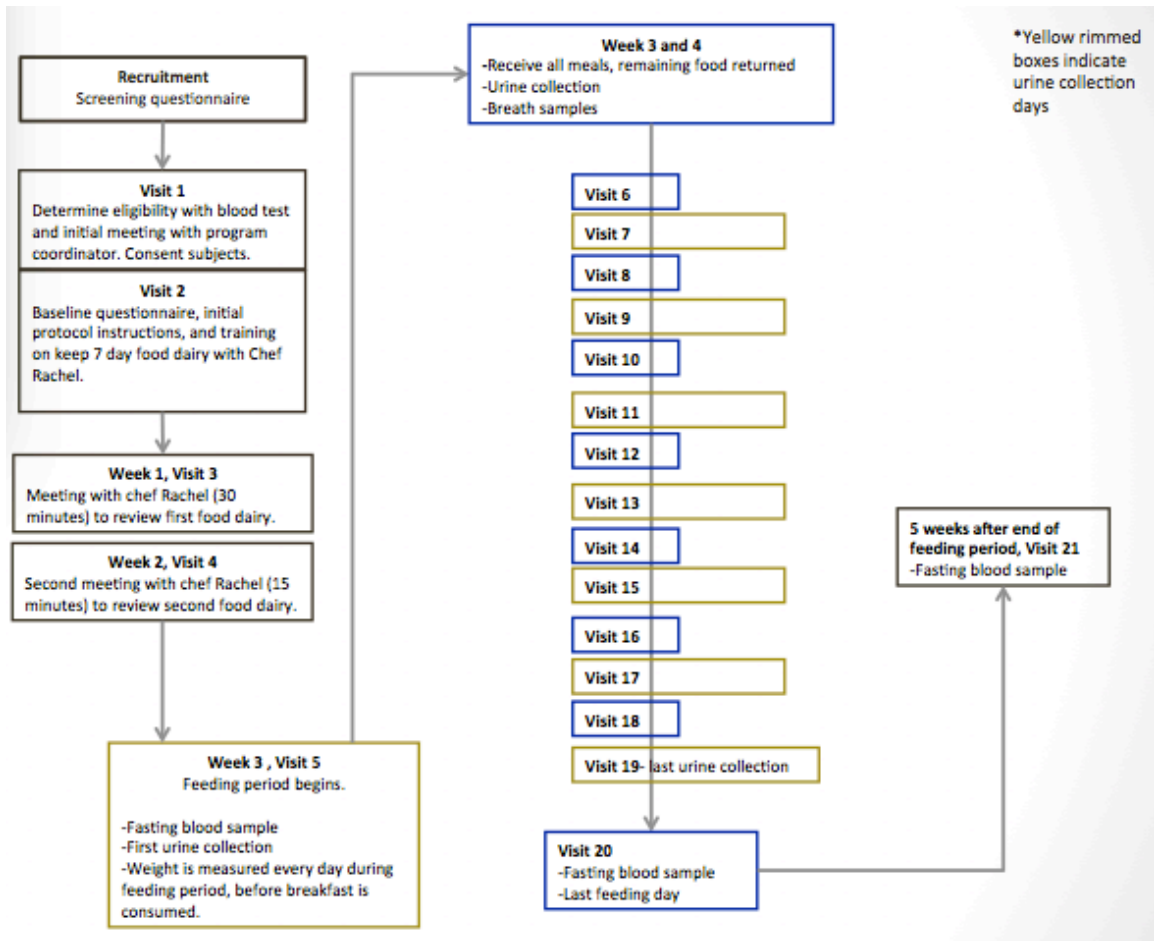 Recruitment
Screening questionnaire
Visit 1
Determine eligibility with blood test
and initial meeting with program
coordinator. Consent subjects.
Visit 2
Baseline questionnaire, initial
protocol instructions, and training
on keep 7 day food dairy with Chef
Rachel.
Week 1, Visit 3
Meeting with chef Rachel (30
minutes) to review first food dairy.
Week 2, Visit 4
Second meeting with chef Rachel (15
minutes) to review second food dairy.
Week 3 , Visit 5
Feeding period begins.
-Fasting blood sample
-First urine collection
-Weight is measured every day during
feeding period, before breakfast is
consumed.
Week 3 and 4
-Receive all meals, remaining food returned
-Urine collection
-Breath samples
Visit 6
Visit 7
Visit 8
Visit 9
Visit 10
Visit 11
Visit 12
Visit 13
Visit 14
Visit 15
Visit 16
Visit 17
Visit 18
Visit 19- last urine collection
Visit 20
-Fasting blood sample
-Last feeding day
5 weeks after end of
feeding period, Visit 21
-Fasting blood sample
*Yellow rimmed
boxes indicate
urine collection
days